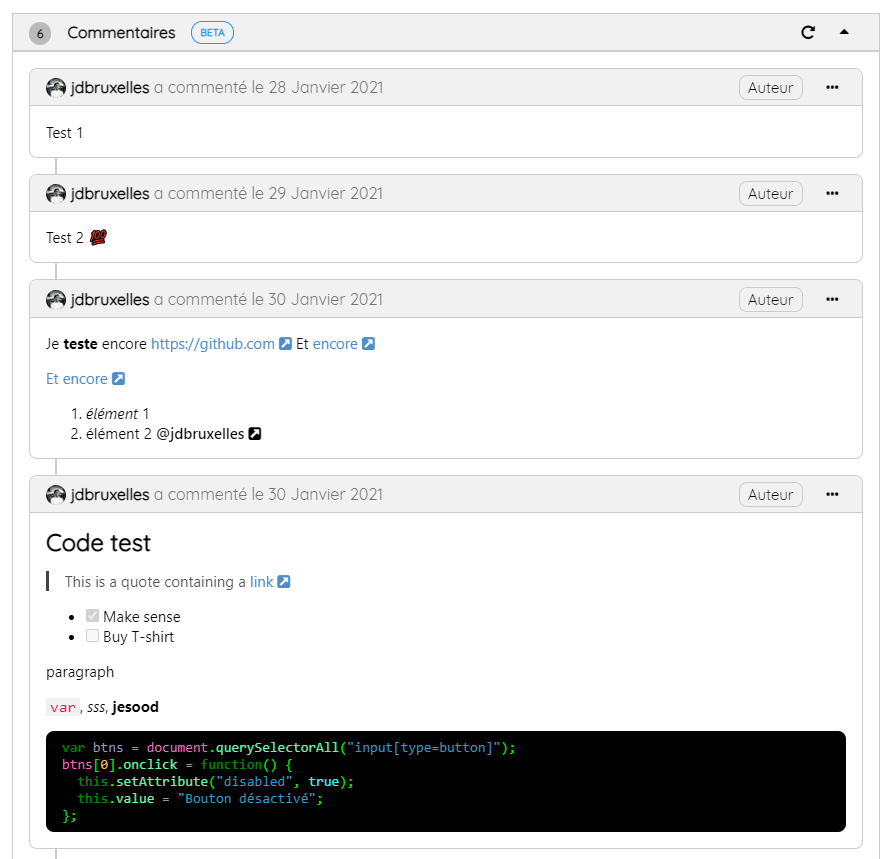 6 Commentaires BETA
jdbruxelles a commenté le 28 Janvier 2021 Auteur
Test 1
jdbruxelles a commenté le 29 Janvier 2021 Auteur
Test 2 💯
jdbruxelles a commenté le 30 Janvier 2021 Auteur
Je teste encore https://github.com Et encore
Et encore
1. élément 1
2. élément 2 @jdbruxelles
jdbruxelles a commenté le 30 Janvier 2021 Auteur
Code test
This is a quote containing a link
Make sense
Buy T-shirt
paragraph
var, sss, jesood
var btns = document.querySelectorAll("input[type=button]");
btns[0].onclick = function() {
  this.setAttribute("disabled", true);
  this.value = "Bouton désactivé";
};